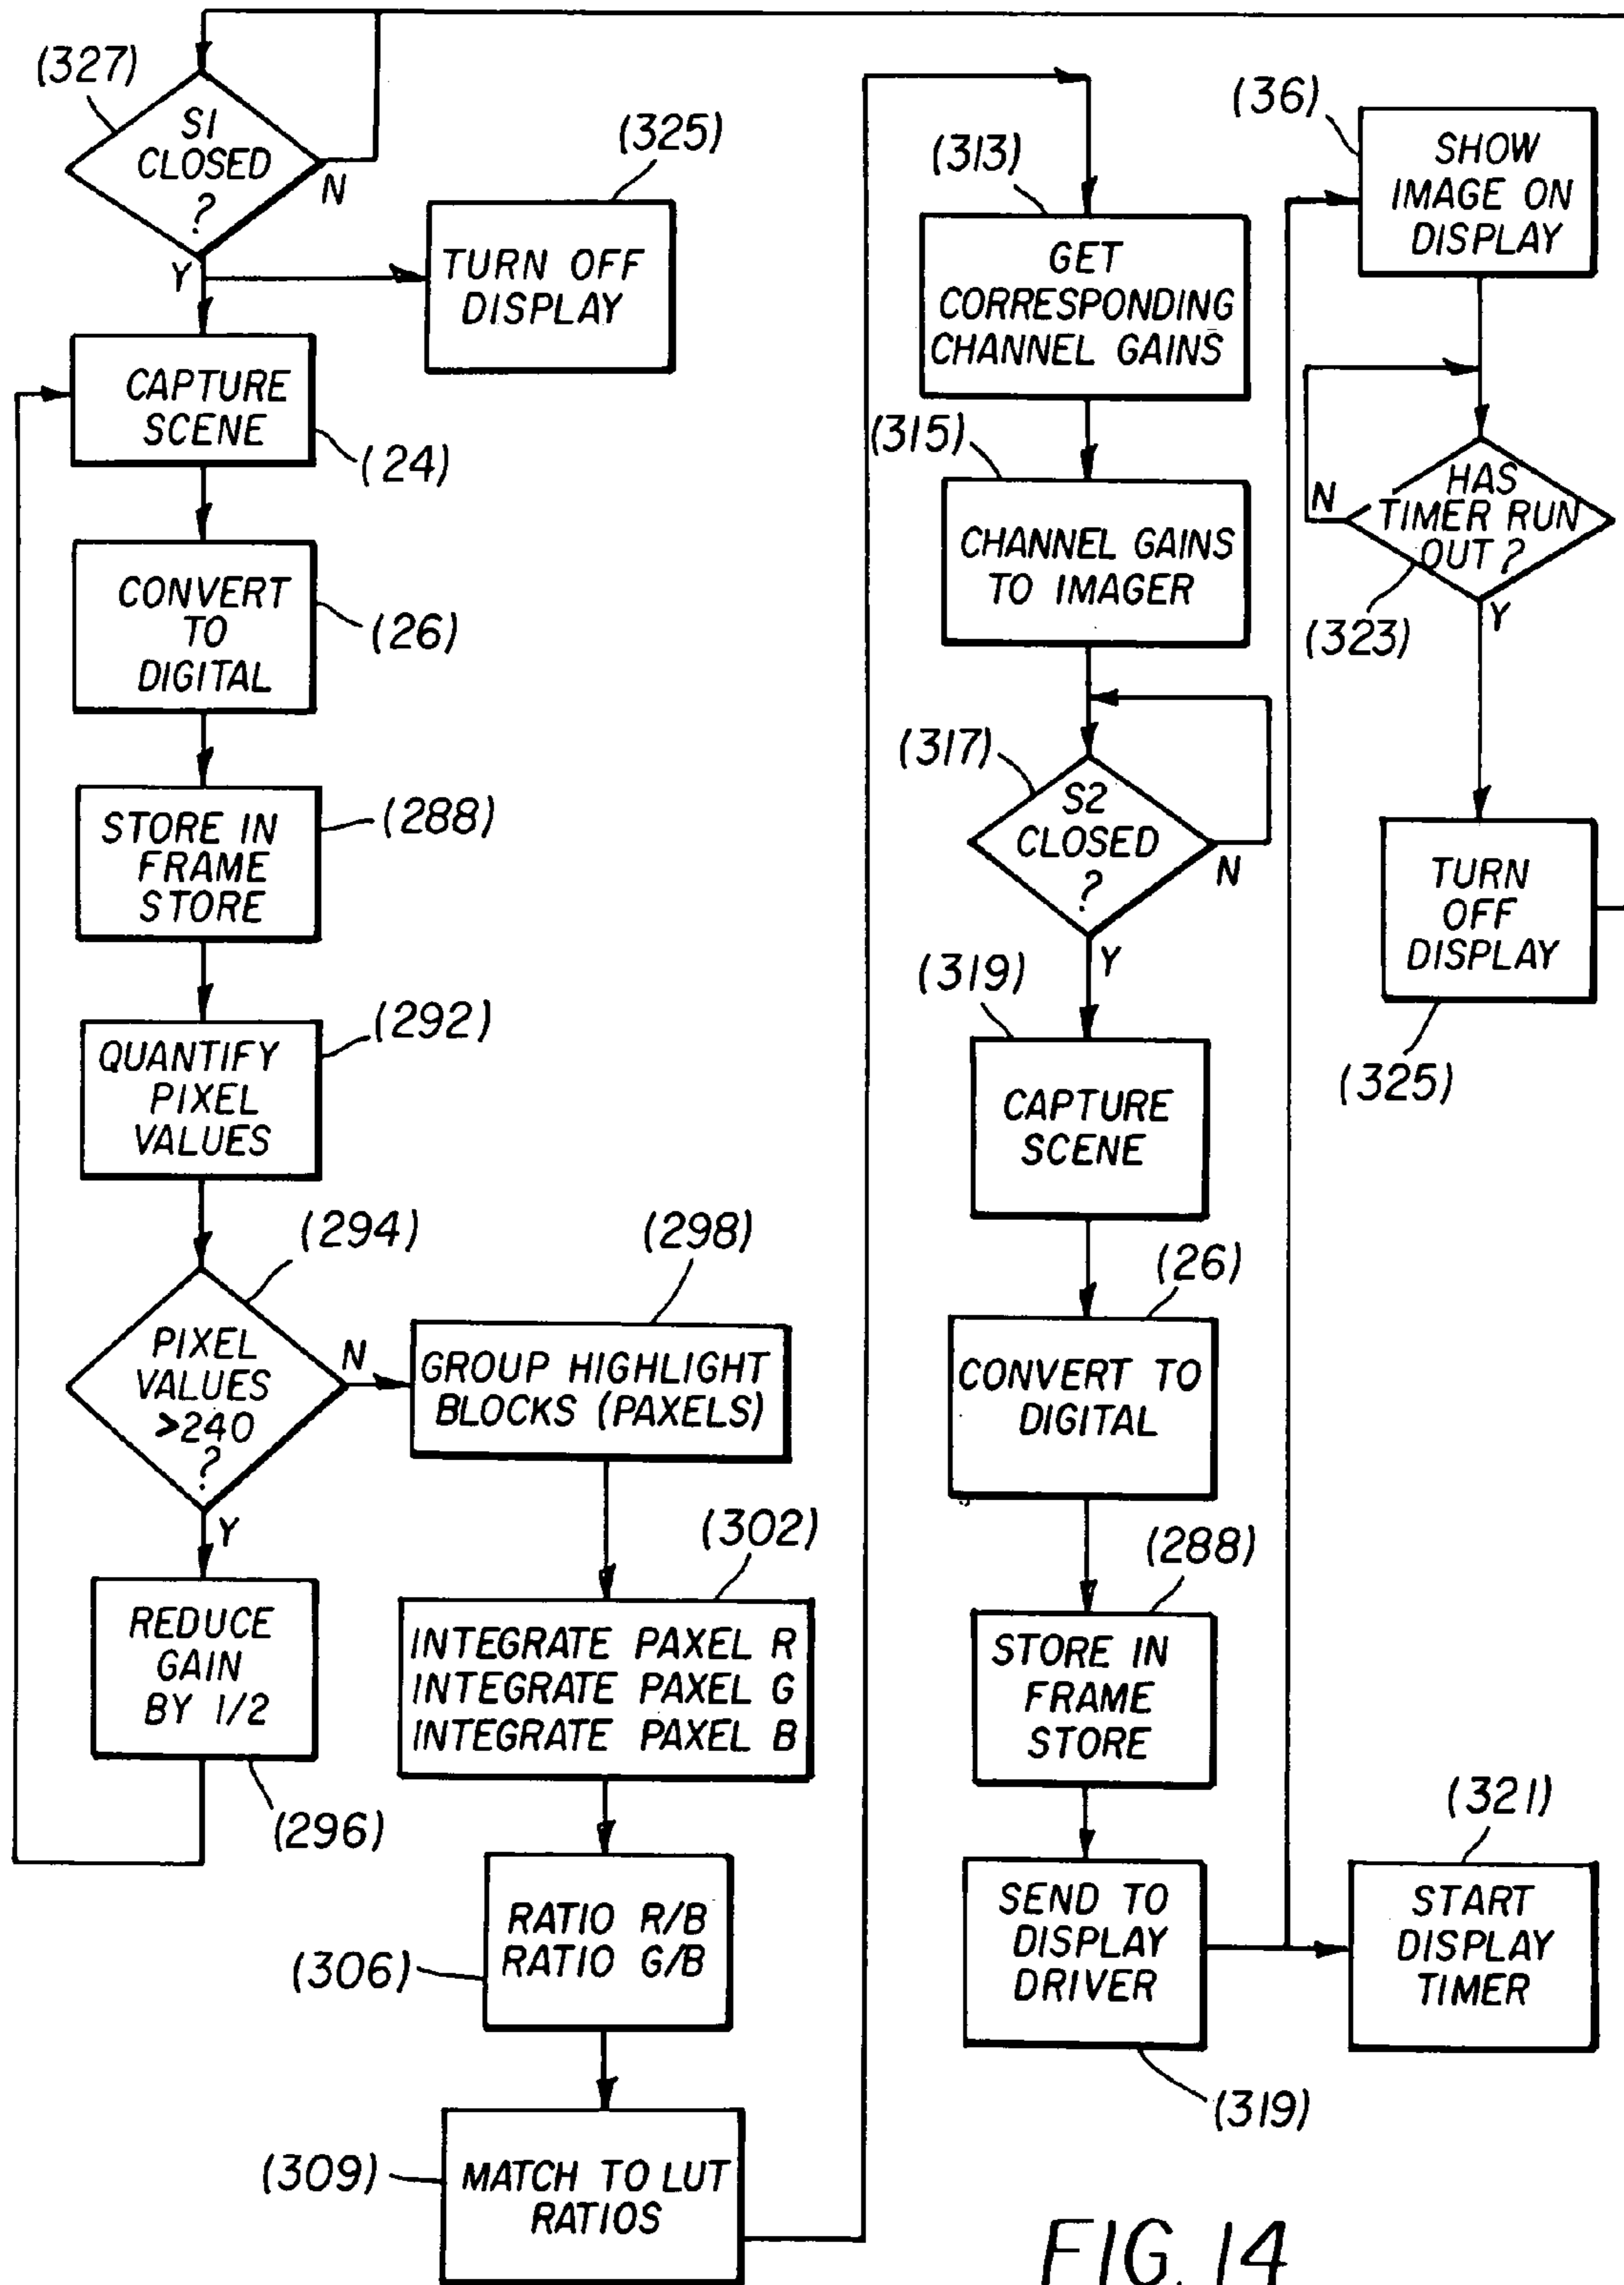 (327)
S1
CLOSED
?
N
Y
(325)
TURN OFF
DISPLAY
CAPTURE
SCENE
(24)
CONVERT
TO
DIGITAL
(26)
STORE IN
FRAME
STORE
(288)
QUANTIFY
PIXEL
VALUES
(292)
(294)
PIXEL
VALUES
>240
?
N
Y
REDUCE
GAIN
BY 1/2
(296)
(298)
GROUP HIGHLIGHT
BLOCKS (PAXELS)
(302)
INTEGRATE PAXEL R
INTEGRATE PAXEL G
INTEGRATE PAXEL B
RATIO R/B
RATIO G/B
(306)
(309)
MATCH TO LUT
RATIOS
(313)
GET
CORRESPONDING
CHANNEL GAINS
(315)
CHANNEL GAINS
TO IMAGER
(317)
S2
CLOSED
?
N
Y
(319)
CAPTURE
SCENE
(26)
CONVERT TO
DIGITAL
(288)
STORE IN
FRAME
STORE
SEND TO
DISPLAY
DRIVER
(319)
(321)
START
DISPLAY
TIMER
(36)
SHOW
IMAGE ON
DISPLAY
HAS
TIMER RUN
OUT ?
N
Y
(323)
TURN
OFF
DISPLAY
(325)
FIG. 14